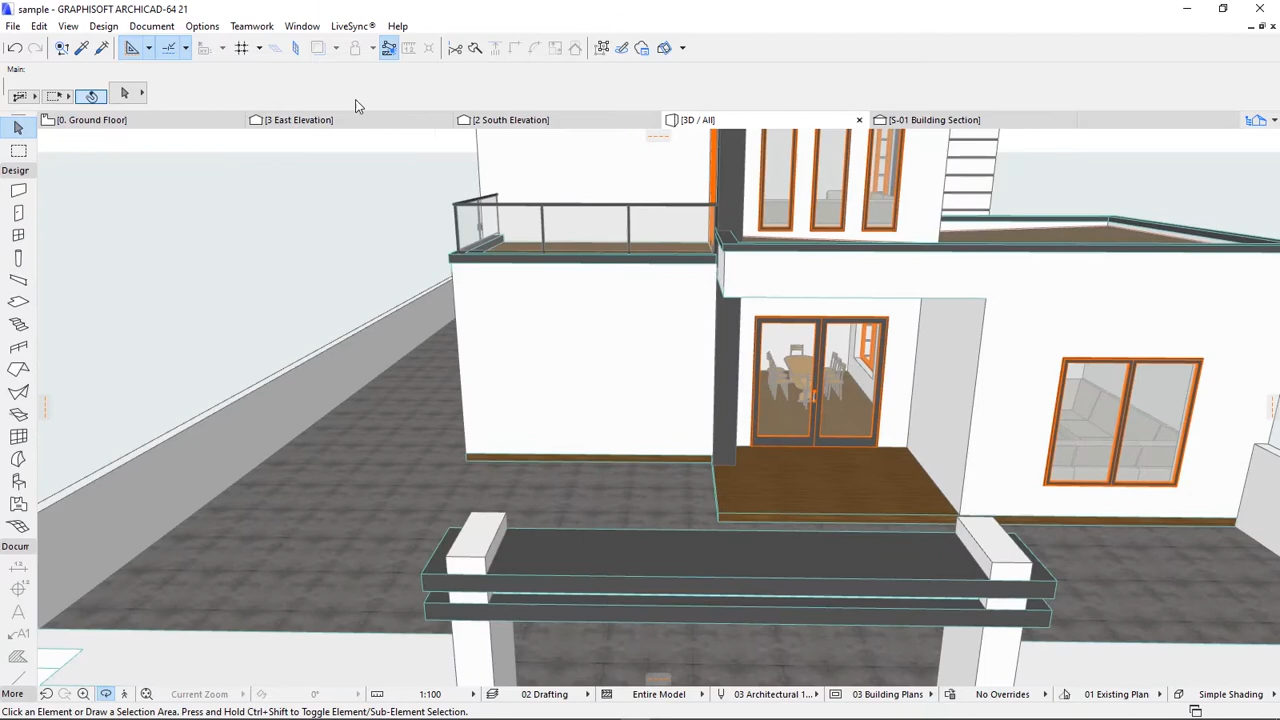 sample - GRAPHISOFT ARCHICAD-64 21
File Edit View Design Document Options Teamwork Window LiveSync® Help
Main:
[0. Ground Floor] [3 East Elevation] [2 South Elevation] [3D / All] [S-01 Building Section]
Design
Docum
A1
More
Current Zoom 0° 1:100 02 Drafting Entire Model 03 Architectural 1... 03 Building Plans No Overrides 01 Existing Plan Simple Shading
Click an Element or Draw a Selection Area. Press and Hold Ctrl+Shift to Toggle Element/Sub-Element Selection.